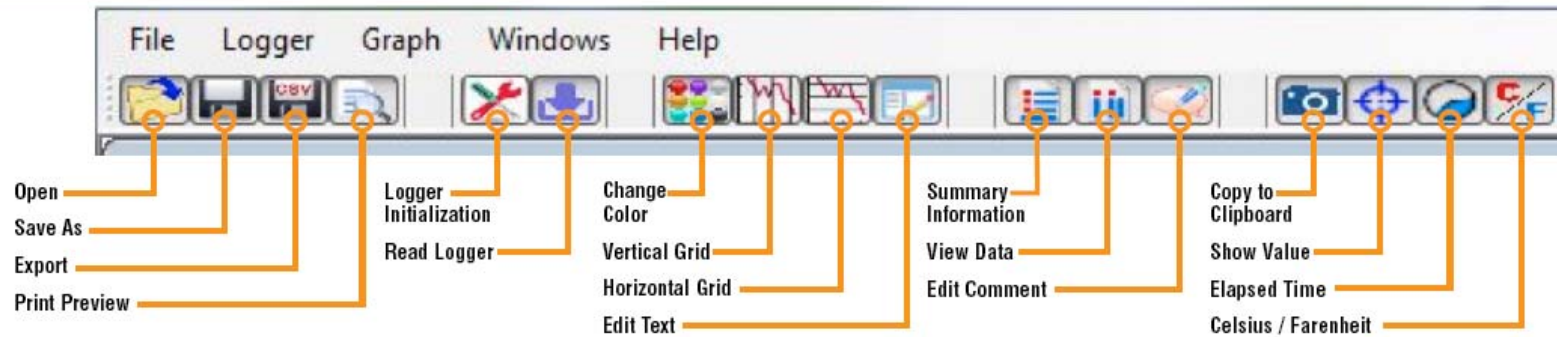 File Logger Graph Windows Help
CSV
C/F
Open
Save As
Export
Print Preview
Logger
Initialization
Read Logger
Change
Color
Vertical Grid
Horizontal Grid
Edit Text
Summary
Information
View Data
Edit Comment
Copy to
Clipboard
Show Value
Elapsed Time
Celsius / Farenheit